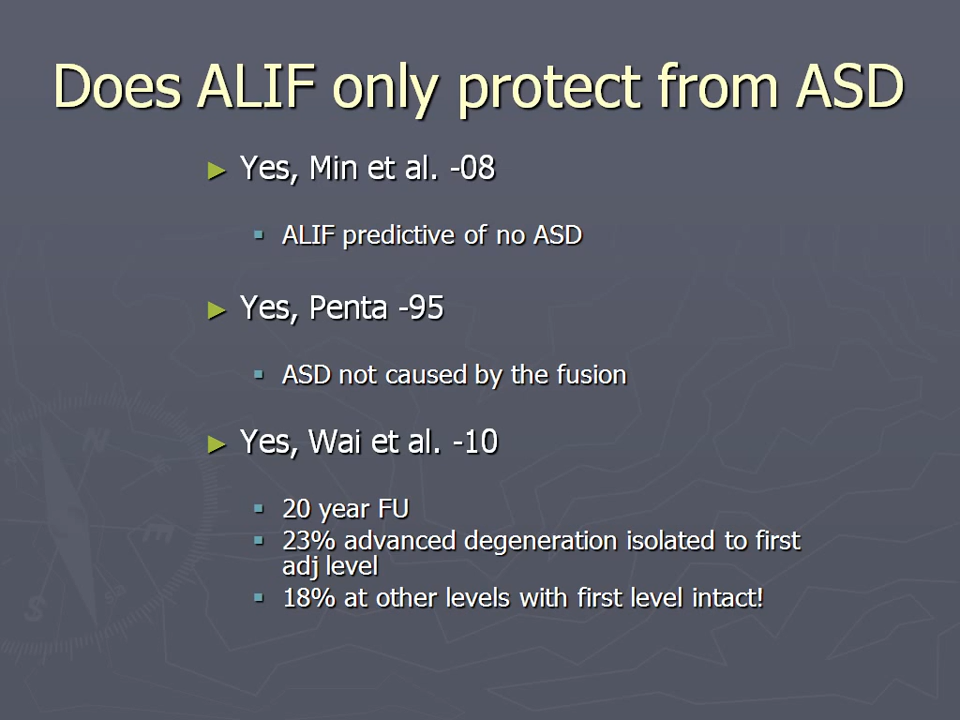 Does ALIF only protect from ASD
► Yes, Min et al. -08
▪ ALIF predictive of no ASD
► Yes, Penta -95
▪ ASD not caused by the fusion
► Yes, Wai et al. -10
▪ 20 year FU
▪ 23% advanced degeneration isolated to first
adj level
▪ 18% at other levels with first level intact!
N
E
S